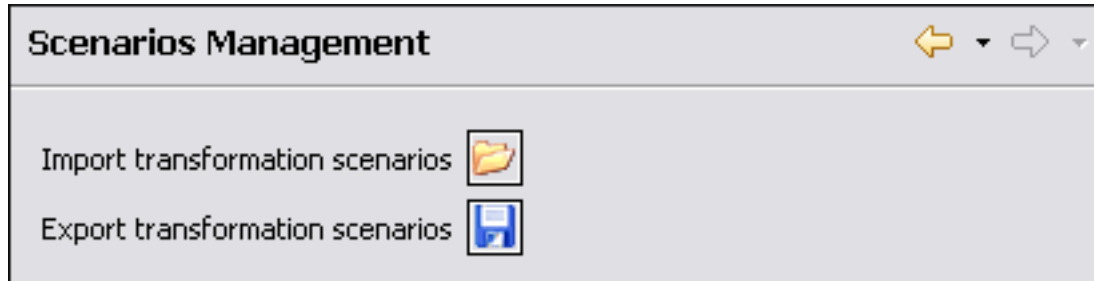 Scenarios Management
Import transformation scenarios
Export transformation scenarios